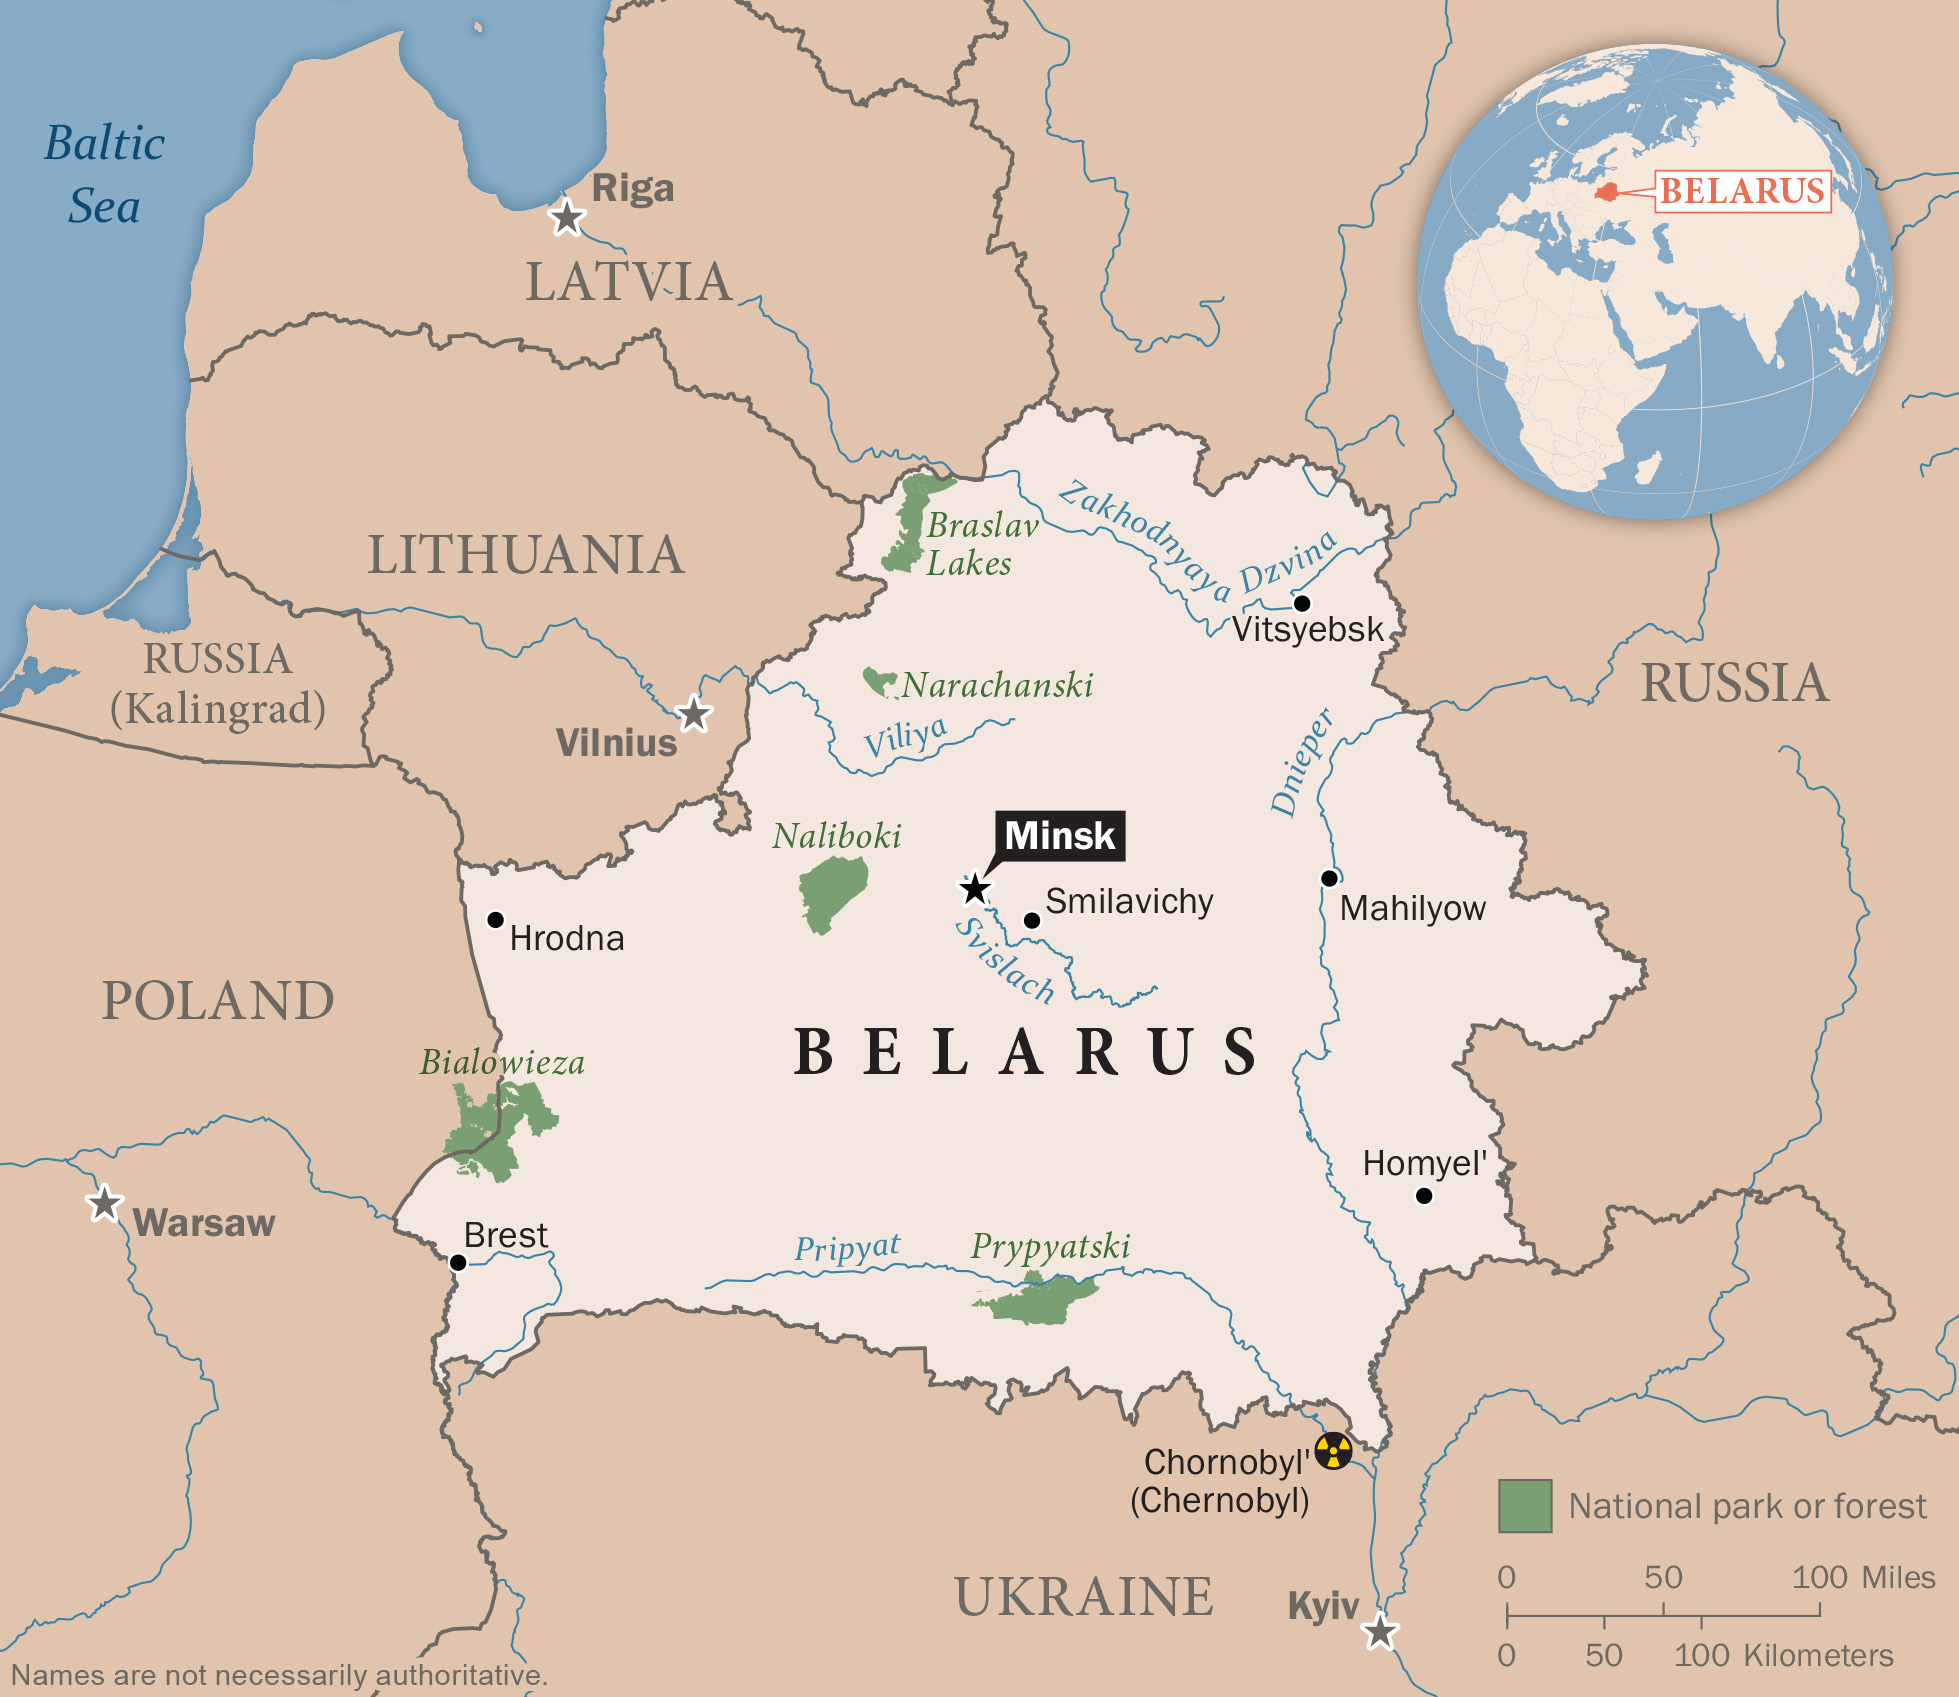 Baltic
Sea
Riga
LATVIA
BELARUS
LITHUANIA
Braslav
Lakes
Zakhodnyaya Dzvina
Vitsyebsk
RUSSIA
(Kalingrad)
RUSSIA
Narachanski
Viliya
Vilnius
Dnieper
Naliboki
Minsk
Smilavichy
Mahilyow
Hrodna
Svislach
POLAND
BELARUS
Bialowieza
Homyel'
Warsaw
Brest
Pripyat
Prypyatski
Chornobyl'
(Chernobyl)
National park or forest
UKRAINE
Kyiv
0 50 100 Miles
0 50 100 Kilometers
Names are not necessarily authoritative.